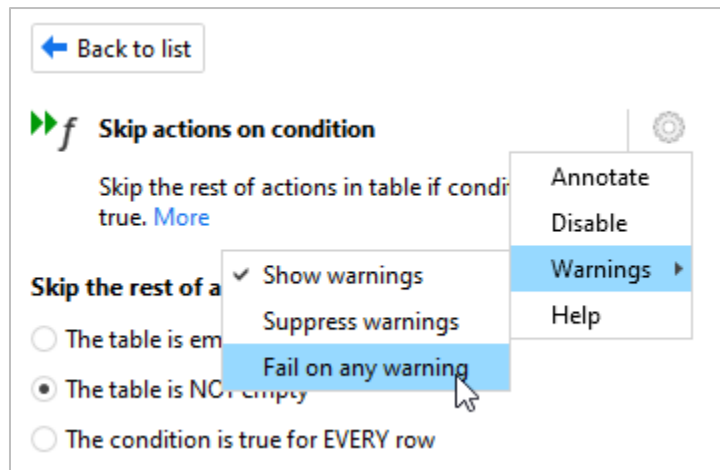 Back to list
f Skip actions on condition
Skip the rest of actions in table if condi
true. More
Annotate
Disable
Warnings
Help
Show warnings
Suppress warnings
Fail on any warning
Skip the rest of a
The table is em
The table is NOT empty
The condition is true for EVERY row